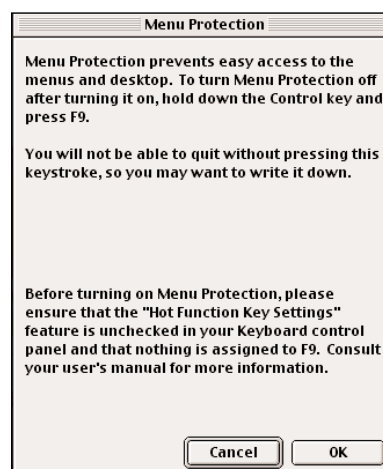 Menu Protection
Menu Protection prevents easy access to the
menus and desktop. To turn Menu Protection off
after turning it on, hold down the Control key and
press F9.
You will not be able to quit without pressing this
keystroke, so you may want to write it down.
Before turning on Menu Protection, please
ensure that the "Hot Function Key Settings"
feature is unchecked in your Keyboard control
panel and that nothing is assigned to F9. Consult
your user's manual for more information.
Cancel
OK